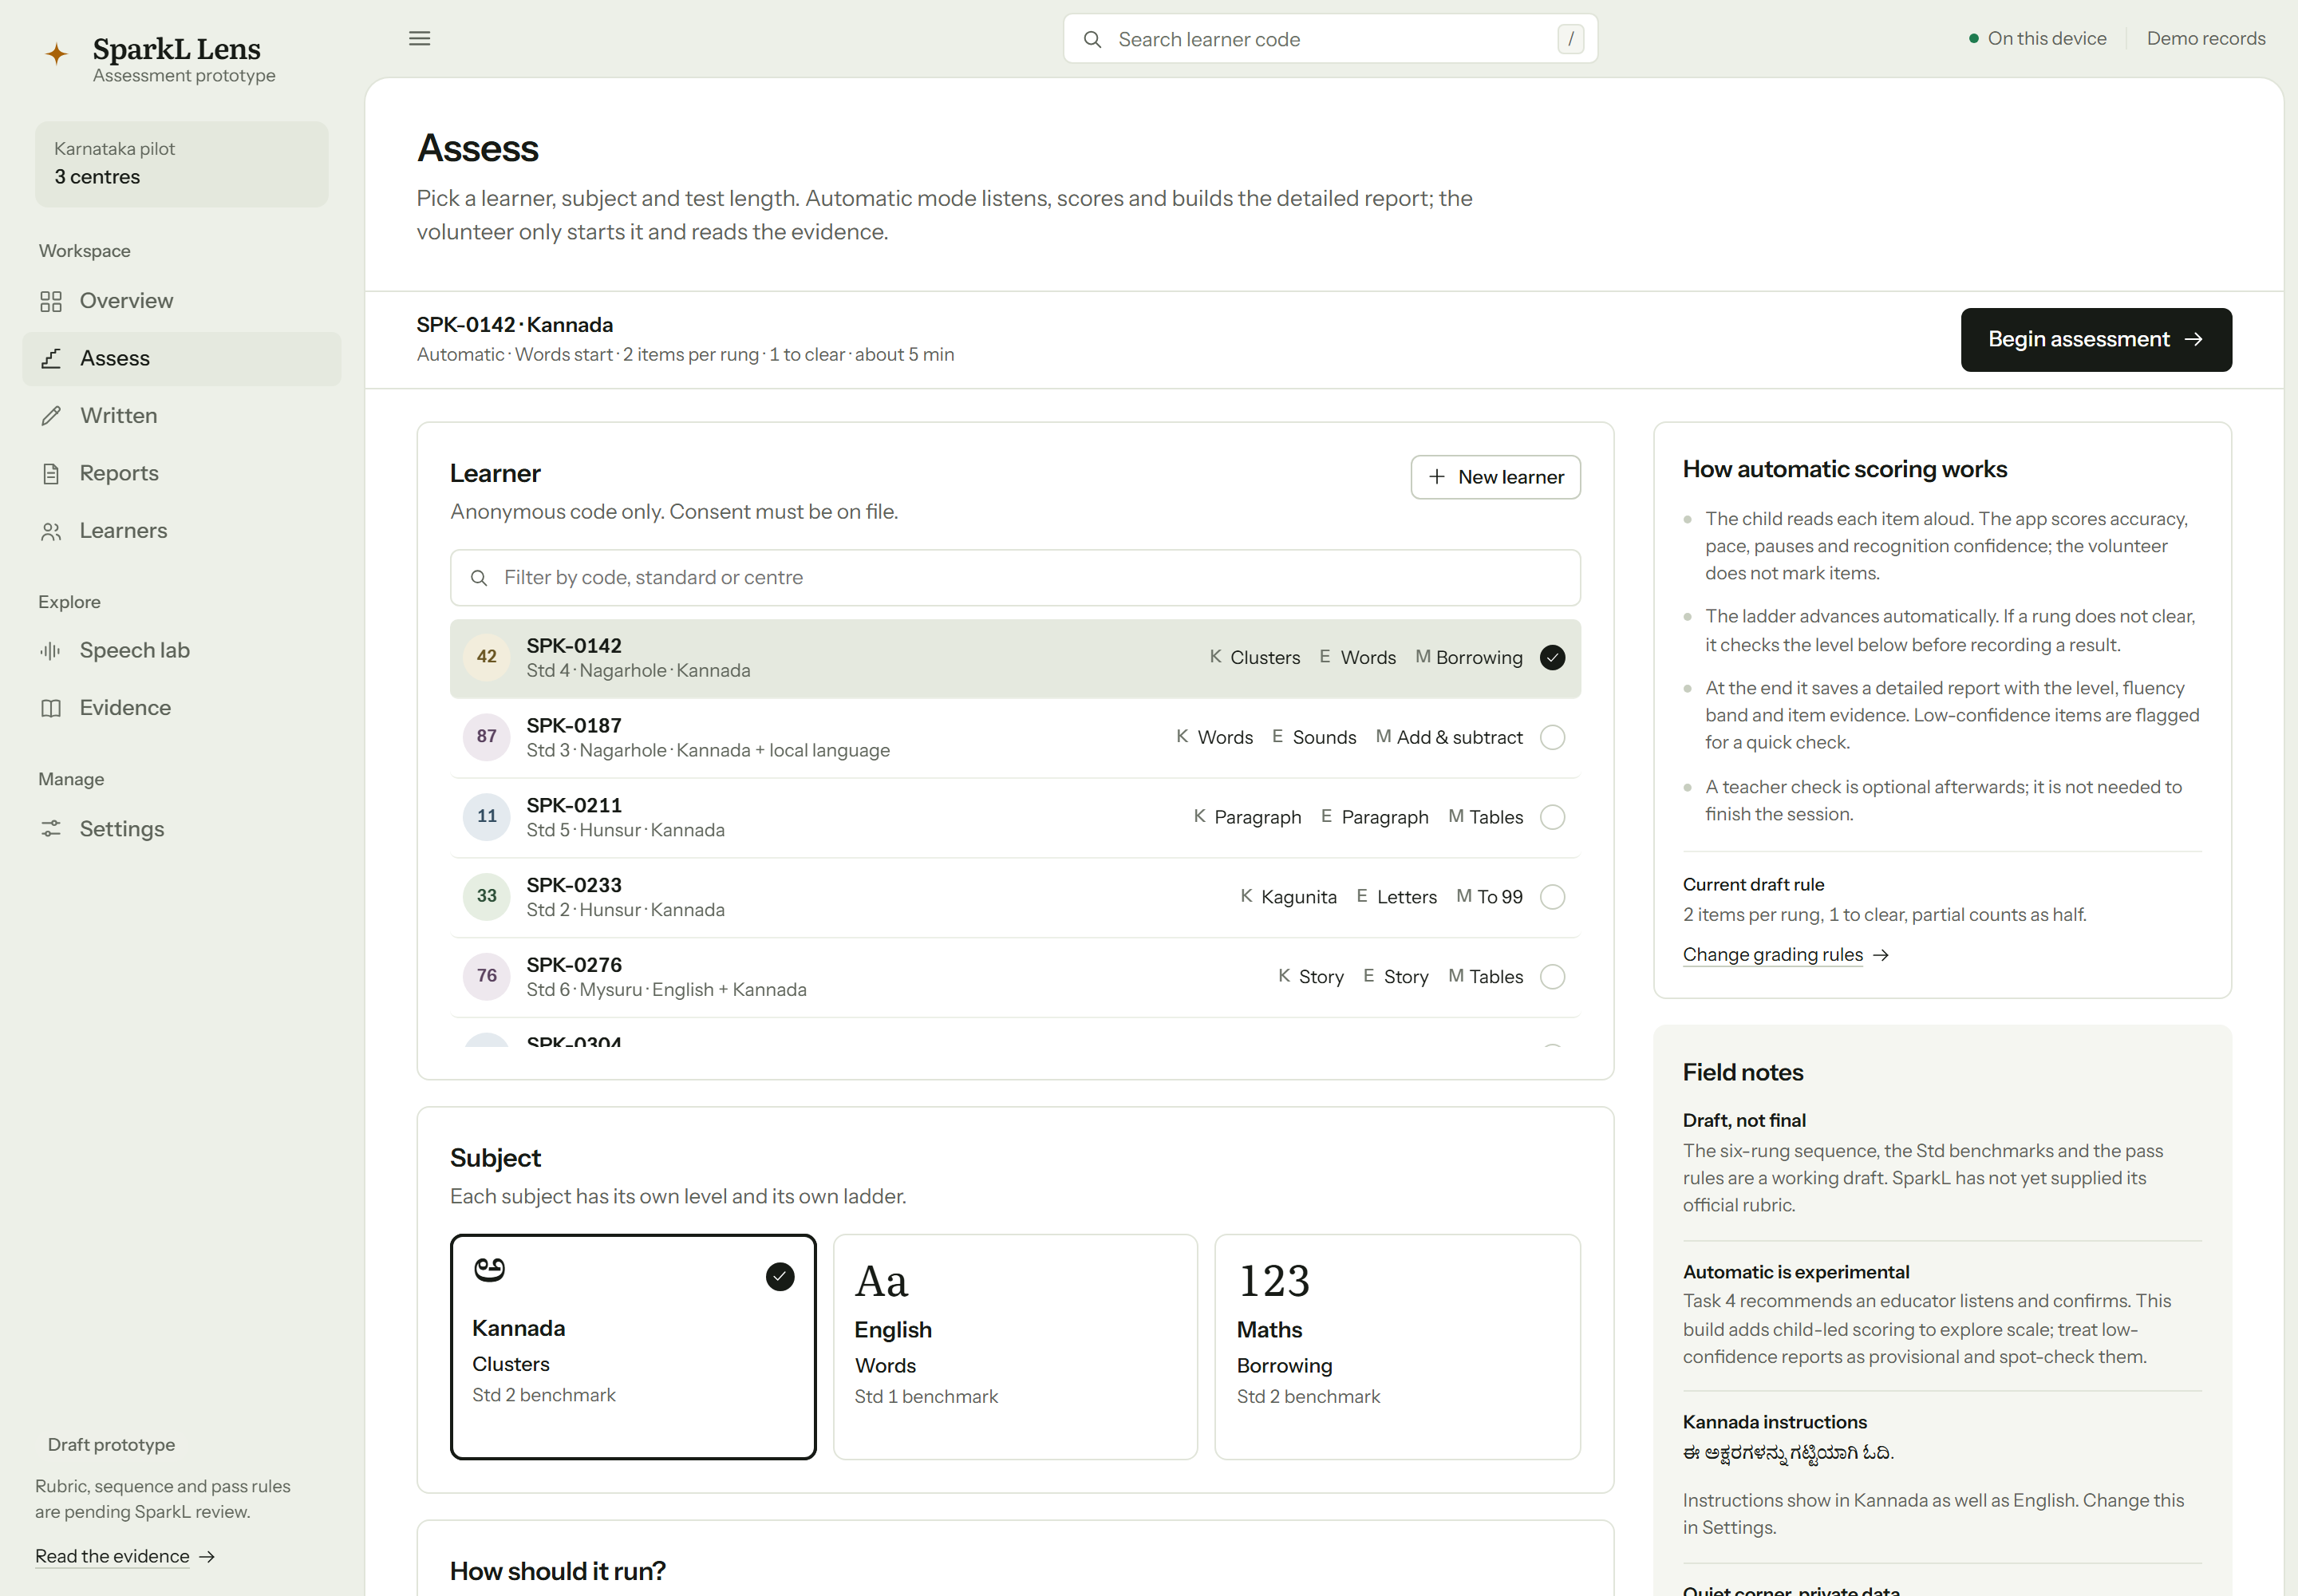 SparkL Lens
Assessment prototype
Karnataka pilot
3 centres
Workspace
Overview
Assess
Written
Reports
Learners
Explore
Speech lab
Evidence
Manage
Settings
Draft prototype
Rubric, sequence and pass rules
are pending SparkL review.
Read the evidence →
Search learner code /
On this device
Demo records
Assess
Pick a learner, subject and test length. Automatic mode listens, scores and builds the detailed report; the
volunteer only starts it and reads the evidence.
SPK-0142 · Kannada
Automatic · Words start · 2 items per rung · 1 to clear · about 5 min
Begin assessment →
Learner
+ New learner
Anonymous code only. Consent must be on file.
Filter by code, standard or centre
42 SPK-0142 K Clusters E Words M Borrowing
Std 4 · Nagarhole · Kannada
87 SPK-0187 K Words E Sounds M Add & subtract
Std 3 · Nagarhole · Kannada + local language
11 SPK-0211 K Paragraph E Paragraph M Tables
Std 5 · Hunsur · Kannada
33 SPK-0233 K Kagunita E Letters M To 99
Std 2 · Hunsur · Kannada
76 SPK-0276 K Story E Story M Tables
Std 6 · Mysuru · English + Kannada
SPK-0304
Subject
Each subject has its own level and its own ladder.
ಅ
Kannada
Clusters
Std 2 benchmark
Aa
English
Words
Std 1 benchmark
123
Maths
Borrowing
Std 2 benchmark
How should it run?
How automatic scoring works
The child reads each item aloud. The app scores accuracy,
pace, pauses and recognition confidence; the volunteer
does not mark items.
The ladder advances automatically. If a rung does not clear,
it checks the level below before recording a result.
At the end it saves a detailed report with the level, fluency
band and item evidence. Low-confidence items are flagged
for a quick check.
A teacher check is optional afterwards; it is not needed to
finish the session.
Current draft rule
2 items per rung, 1 to clear, partial counts as half.
Change grading rules →
Field notes
Draft, not final
The six-rung sequence, the Std benchmarks and the pass
rules are a working draft. SparkL has not yet supplied its
official rubric.
Automatic is experimental
Task 4 recommends an educator listens and confirms. This
build adds child-led scoring to explore scale; treat low-
confidence reports as provisional and spot-check them.
Kannada instructions
ಈ ಅಕ್ಷರಗಳನ್ನು ಗಟ್ಟಿಯಾಗಿ ಓದಿ.
Instructions show in Kannada as well as English. Change this
in Settings.
Quiet corner, private data